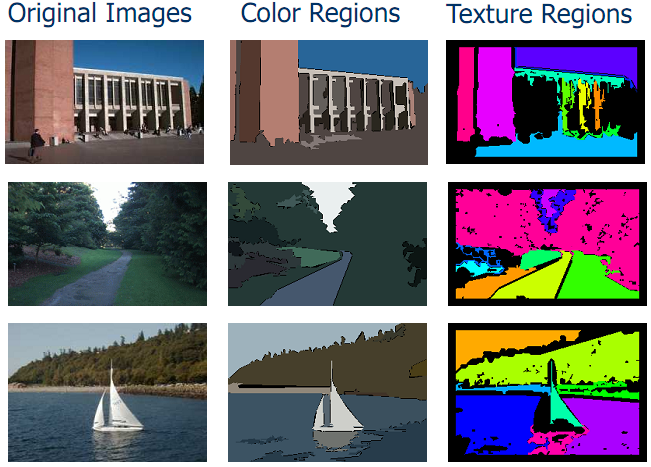 Original Images
Color Regions
Texture Regions